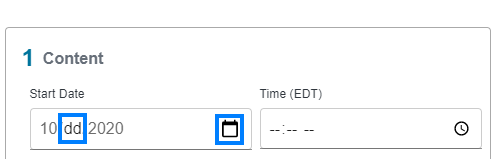 1 Content
Start Date Time (EDT)
10 dd 2020 --:-- --